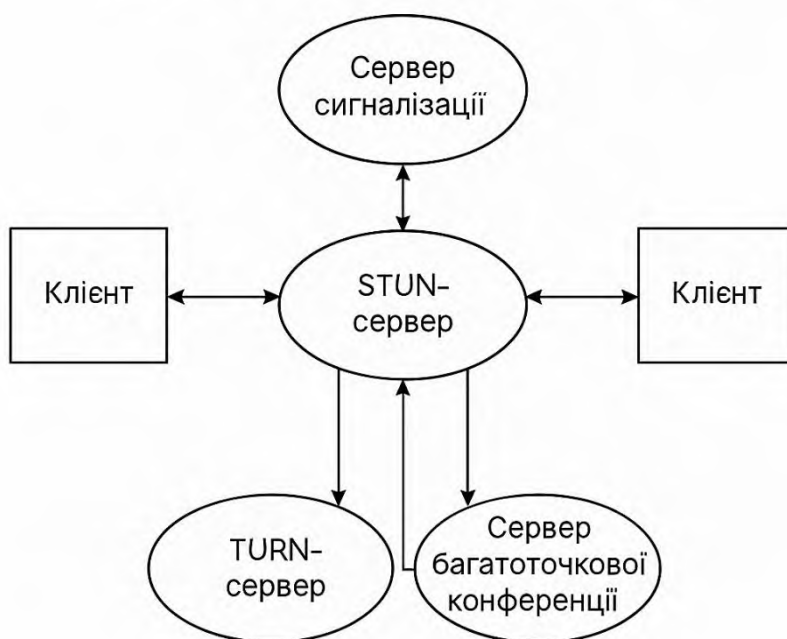 Сервер
сигналізації
Клієнт
STUN-
сервер
Клієнт
TURN-
сервер
Сервер
багатоточкової
конференції